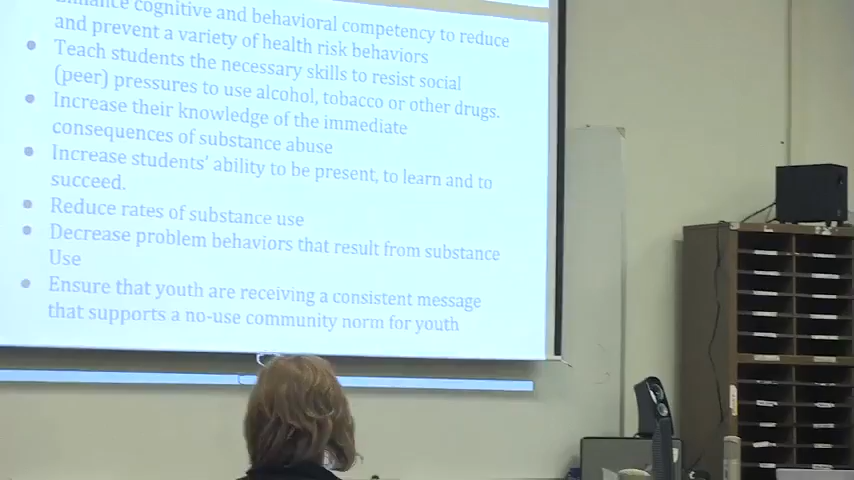 Enhance cognitive and behavioral competency to reduce
and prevent a variety of health risk behaviors
● Teach students the necessary skills to resist social
(peer) pressures to use alcohol, tobacco or other drugs.
● Increase their knowledge of the immediate
consequences of substance abuse
● Increase students' ability to be present, to learn and to
succeed.
● Reduce rates of substance use
● Decrease problem behaviors that result from substance
Use
● Ensure that youth are receiving a consistent message
that supports a no-use community norm for youth